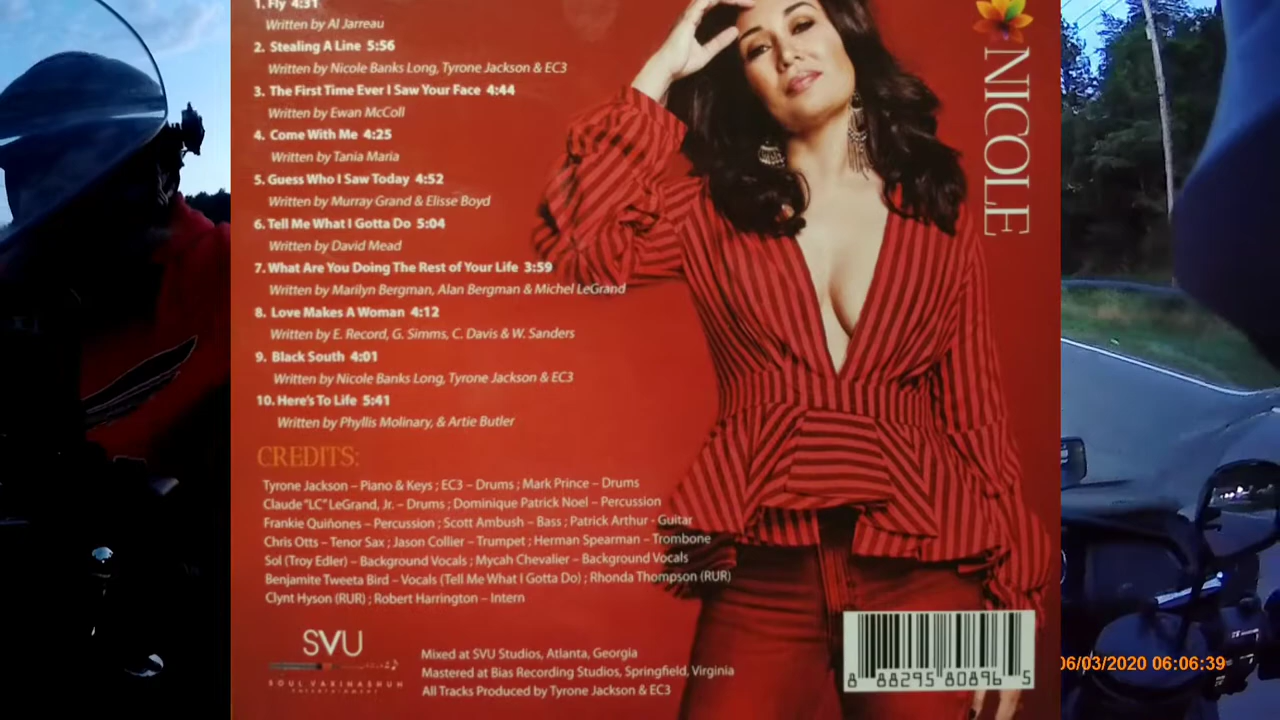 1. Fly 4:31
Written by Al Jarreau
2. Stealing A Line 5:56
Written by Nicole Banks Long, Tyrone Jackson & EC3
3. The First Time Ever I Saw Your Face 4:44
Written by Ewan McColl
4. Come With Me 4:25
Written by Tania Maria
5. Guess Who I Saw Today 4:52
Written by Murray Grand & Elisse Boyd
6. Tell Me What I Gotta Do 5:04
Written by David Mead
7. What Are You Doing The Rest of Your Life 3:59
Written by Marilyn Bergman, Alan Bergman & Michel LeGrand
8. Love Makes A Woman 4:12
Written by E. Record, G. Simms, C. Davis & W. Sanders
9. Black South 4:01
Written by Nicole Banks Long, Tyrone Jackson & EC3
10. Here's To Life 5:41
Written by Phyllis Molinary, & Artie Butler
CREDITS:
Tyrone Jackson – Piano & Keys ; EC3 – Drums ; Mark Prince – Drums
Claude "LC" LeGrand, Jr. – Drums ; Dominique Patrick Noel – Percussion
Frankie Quiñones – Percussion ; Scott Ambush – Bass ; Patrick Arthur - Guitar
Chris Otts – Tenor Sax ; Jason Collier – Trumpet ; Herman Spearman – Trombone
Sol (Troy Edler) – Background Vocals ; Mycah Chevalier – Background Vocals
Benjamite Tweeta Bird – Vocals (Tell Me What I Gotta Do) ; Rhonda Thompson (RUR)
Clynt Hyson (RUR) ; Robert Harrington – Intern
SVU
SOUL VAXINASHUN
entertainment
Mixed at SVU Studios, Atlanta, Georgia
Mastered at Bias Recording Studios, Springfield, Virginia
All Tracks Produced by Tyrone Jackson & EC3
NICOLE
8 88295 80896 5
06/03/2020 06:06:39